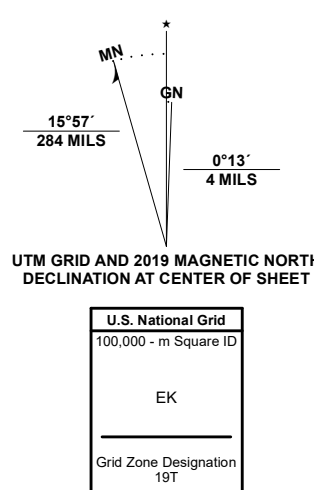 ★
MN
GN
15°57´
284 MILS
0°13´
4 MILS
UTM GRID AND 2019 MAGNETIC NORTH
DECLINATION AT CENTER OF SHEET
U.S. National Grid
100,000 - m Square ID
EK
Grid Zone Designation
19T